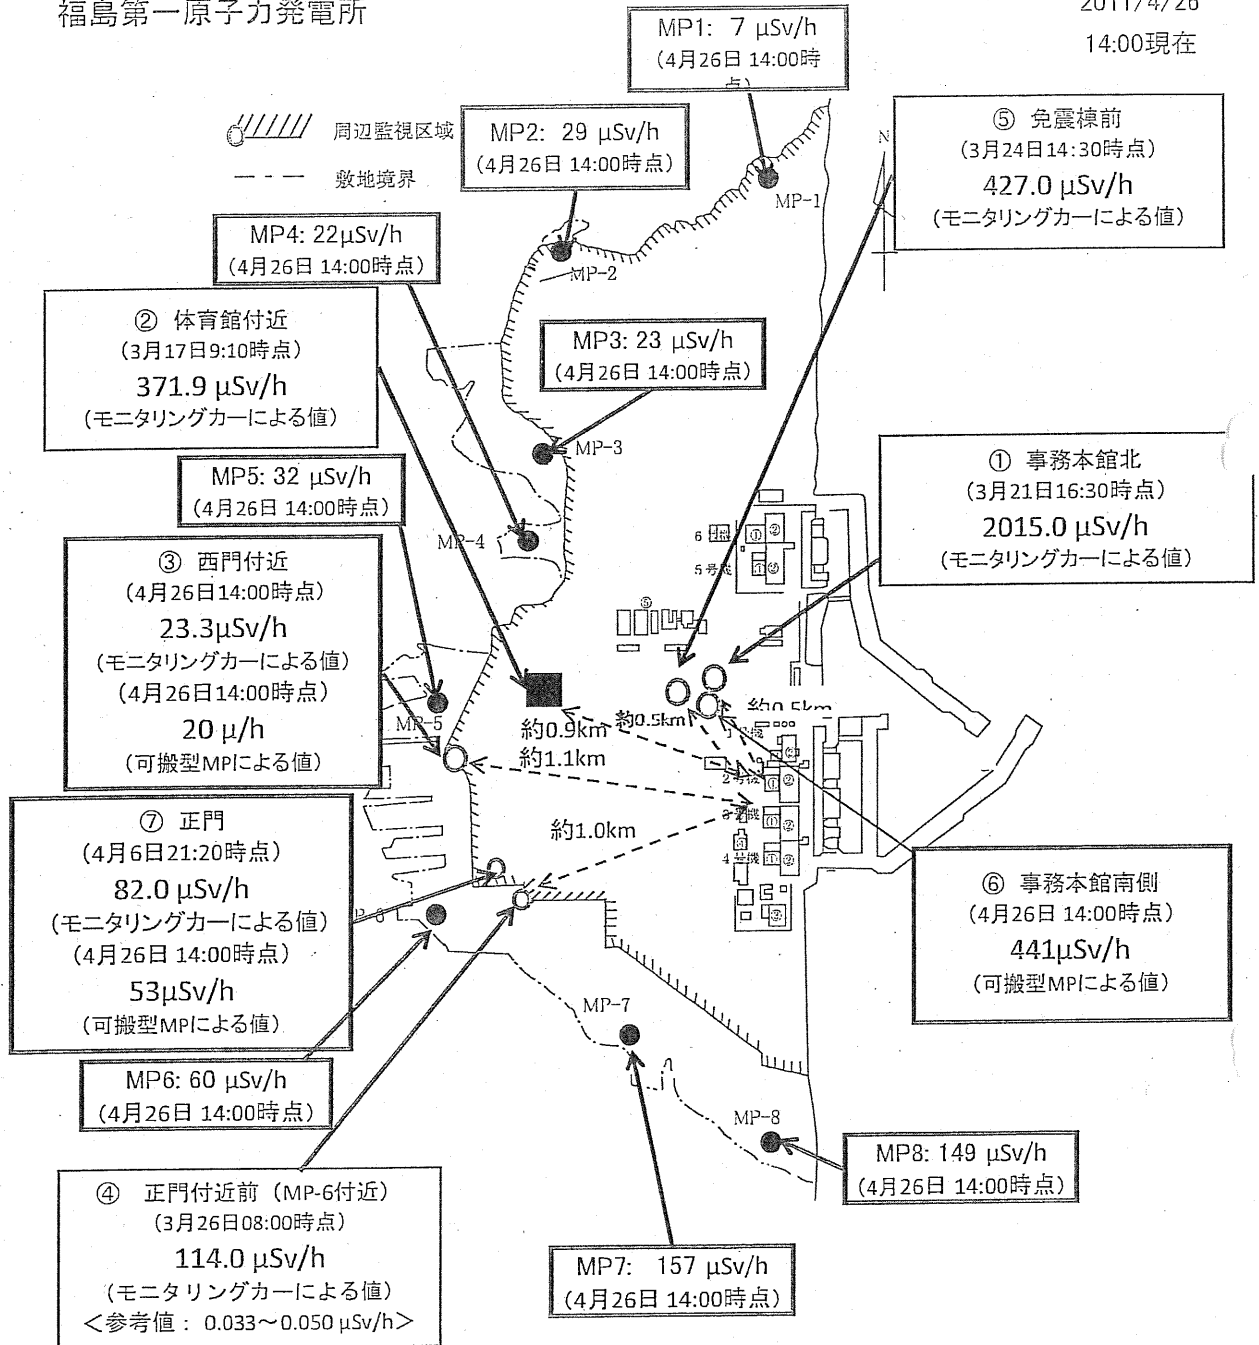 福島第一原子力発電所
2011/4/26
14:00現在
周辺監視区域
敷地境界
MP1: 7 μSv/h
(4月26日 14:00時
点)
MP2: 29 μSv/h
(4月26日 14:00時点)
⑤ 免震棟前
(3月24日14:30時点)
427.0 μSv/h
(モニタリングカーによる値)
N
MP-1
MP4: 22μSv/h
(4月26日 14:00時点)
MP-2
② 体育館付近
(3月17日9:10時点)
371.9 μSv/h
(モニタリングカーによる値)
MP3: 23 μSv/h
(4月26日 14:00時点)
MP-3
① 事務本館北
(3月21日16:30時点)
2015.0 μSv/h
(モニタリングカーによる値)
MP5: 32 μSv/h
(4月26日 14:00時点)
MP-4
③ 西門付近
(4月26日14:00時点)
23.3μSv/h
(モニタリングカーによる値)
(4月26日14:00時点)
20 μ/h
(可搬型MPによる値)
5号機
MP-5
約0.9km
約0.5km
約0.5km
約1.1km
2号機
3号機
約1.0km
4号機
⑦ 正門
(4月6日21:20時点)
82.0 μSv/h
(モニタリングカーによる値)
(4月26日 14:00時点)
53μSv/h
(可搬型MPによる値)
⑥ 事務本館南側
(4月26日 14:00時点)
441μSv/h
(可搬型MPによる値)
MP-7
MP6: 60 μSv/h
(4月26日 14:00時点)
MP-8
MP8: 149 μSv/h
(4月26日 14:00時点)
④ 正門付近前（MP-6付近）
(3月26日08:00時点)
114.0 μSv/h
(モニタリングカーによる値)
＜参考値： 0.033～0.050 μSv/h＞
MP7: 157 μSv/h
(4月26日 14:00時点)